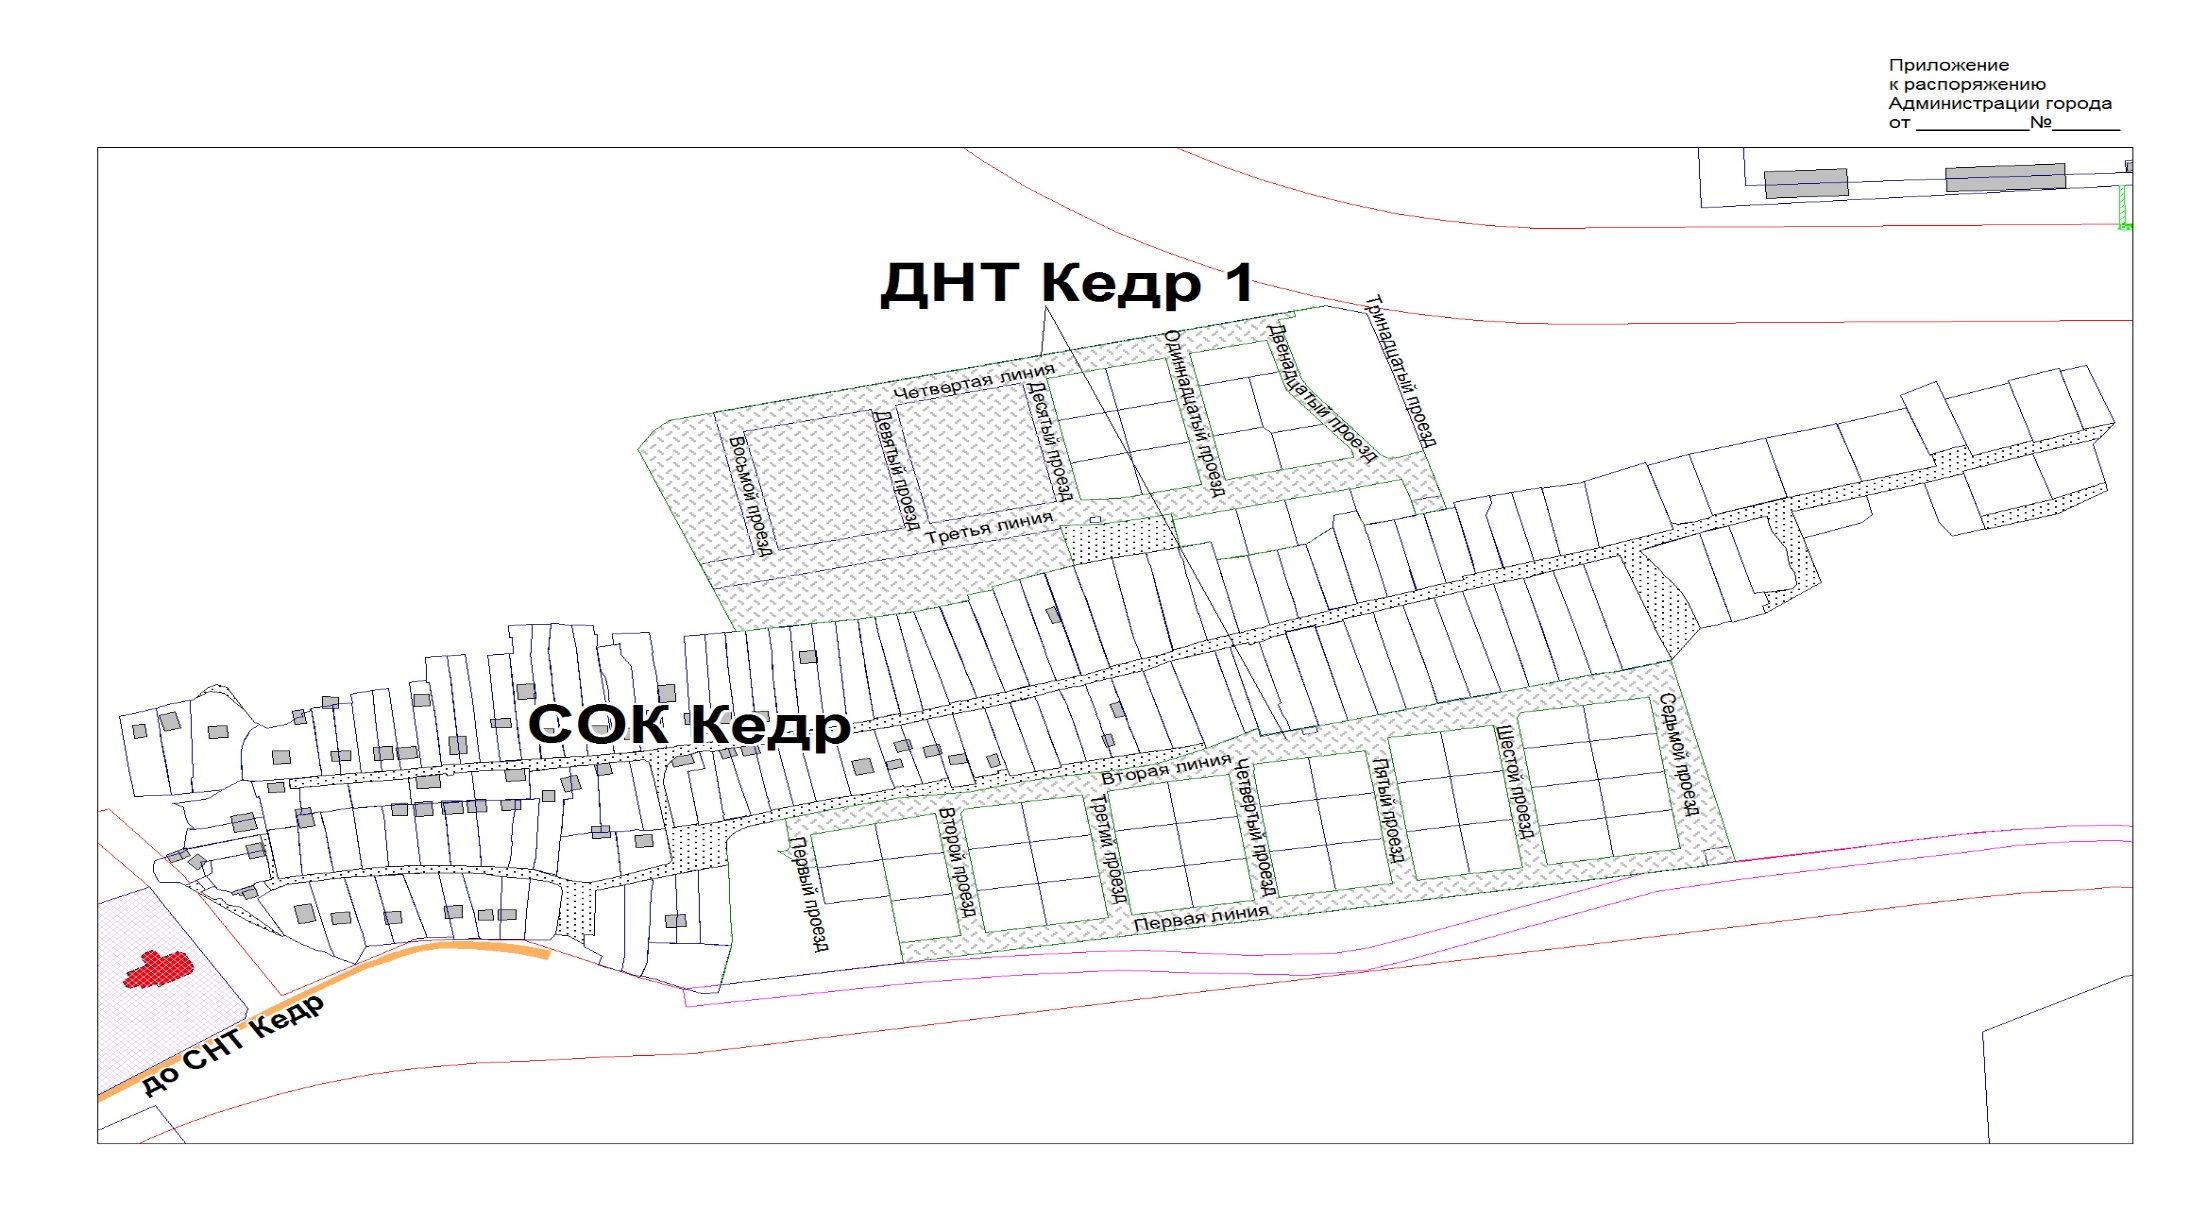 Приложение
к распоряжению
Администрации города
от ____________№_______
ДНТ Кедр 1
Четвертая линия
Восьмой проезд
Девятый проезд
Десятый проезд
Одиннадцатый проезд
Двенадцатый проезд
Тринадцатый проезд
Третья линия
СОК Кедр
Вторая линия
Первый проезд
Второй проезд
Третий проезд
Четвертый проезд
Пятый проезд
Шестой проезд
Седьмой проезд
Первая линия
до СНТ Кедр